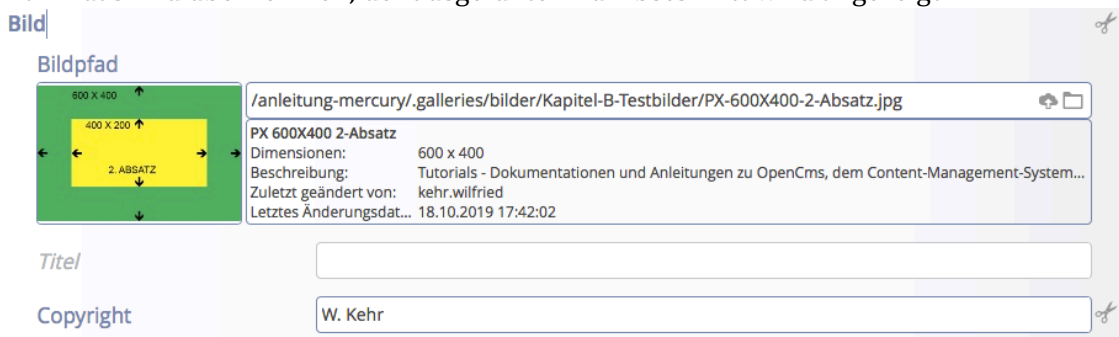 Bild
Bildpfad
600 X 400
400 X 200
2. ABSATZ
/anleitung-mercury/.galleries/bilder/Kapitel-B-Testbilder/PX-600X400-2-Absatz.jpg
PX 600X400 2-Absatz
Dimensionen: 600 x 400
Beschreibung: Tutorials - Dokumentationen und Anleitungen zu OpenCms, dem Content-Management-System...
Zuletzt geändert von: kehr.wilfried
Letztes Änderungsdat... 18.10.2019 17:42:02
Titel
Copyright W. Kehr